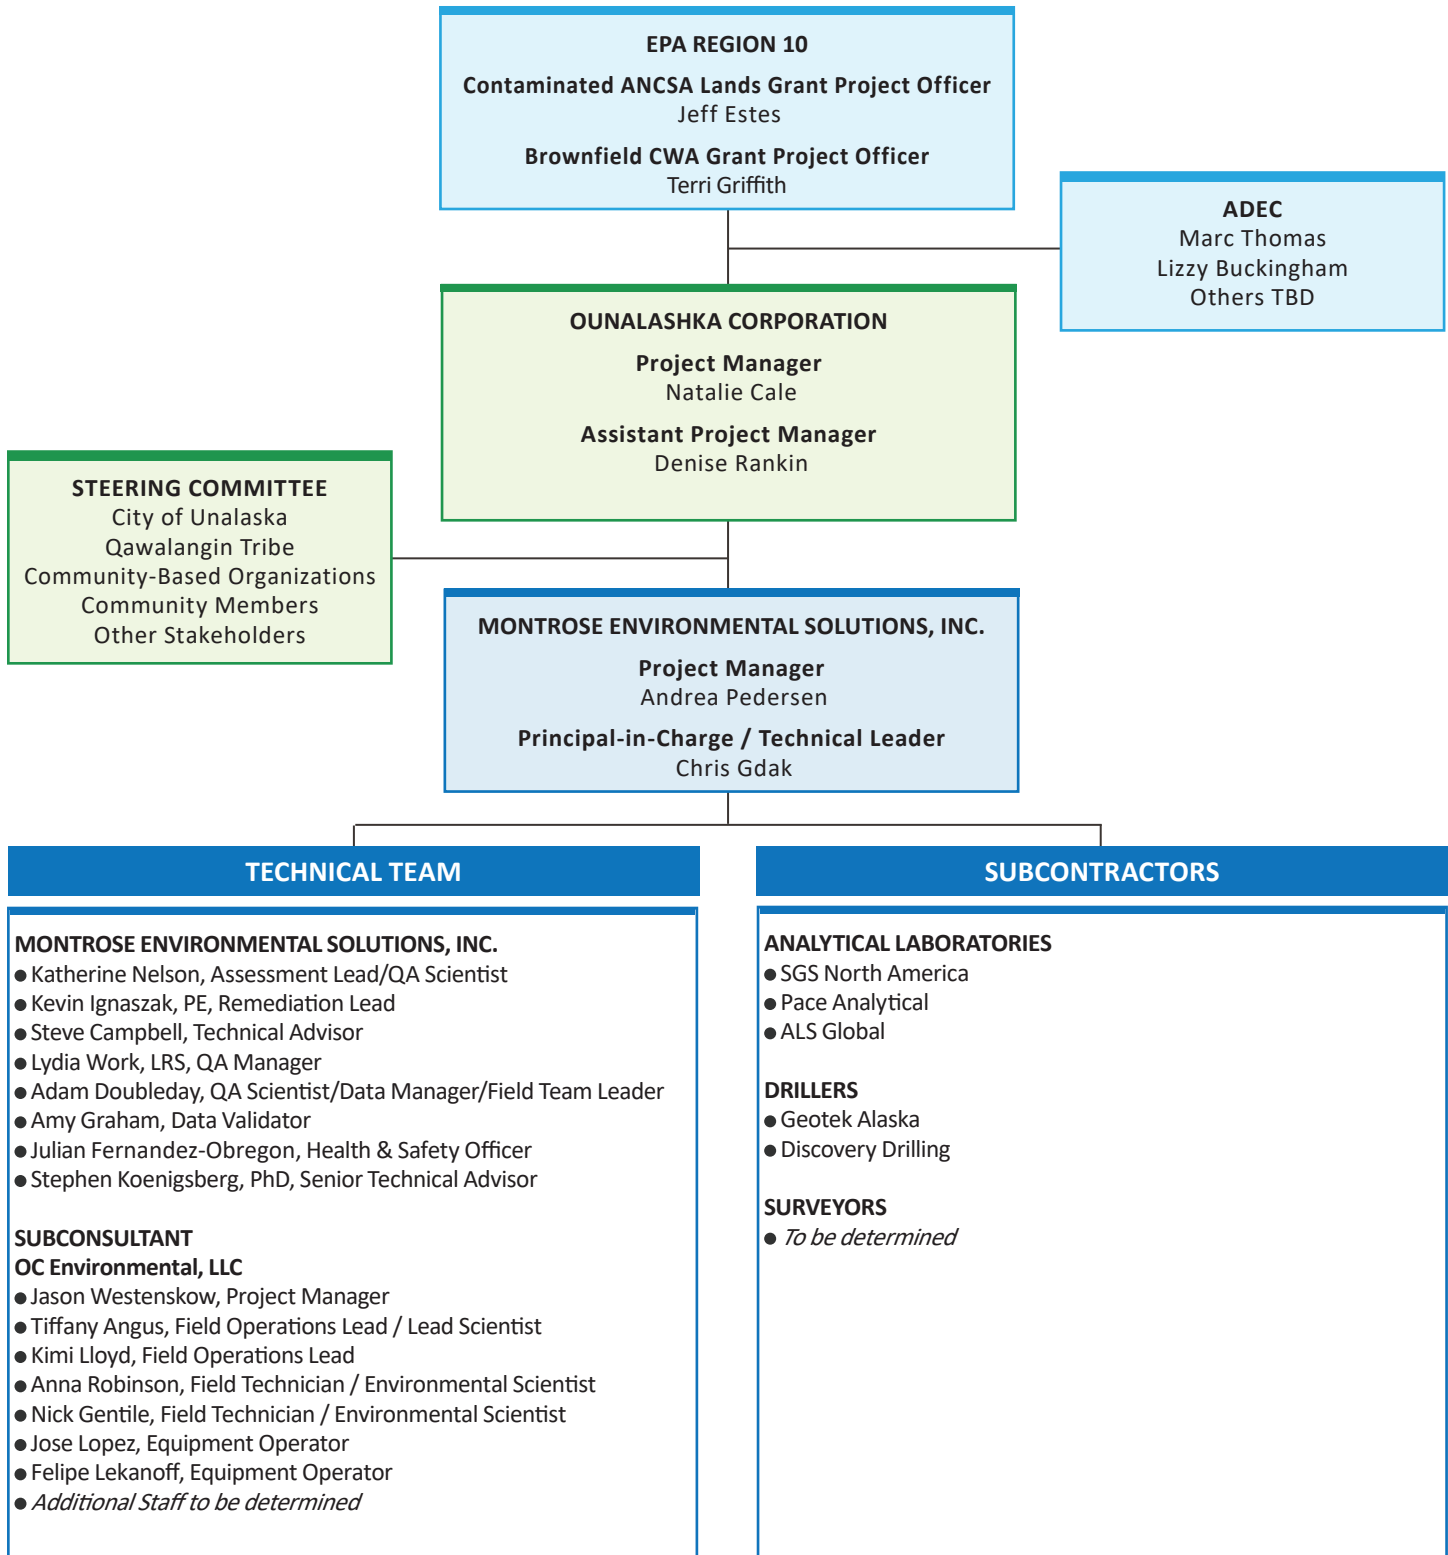 EPA REGION 10
Contaminated ANCSA Lands Grant Project Officer
Jeff Estes
Brownfield CWA Grant Project Officer
Terri Griffith
ADEC
Marc Thomas
Lizzy Buckingham
Others TBD
OUNALASHKA CORPORATION
Project Manager
Natalie Cale
Assistant Project Manager
Denise Rankin
STEERING COMMITTEE
City of Unalaska
Qawalangin Tribe
Community-Based Organizations
Community Members
Other Stakeholders
MONTROSE ENVIRONMENTAL SOLUTIONS, INC.
Project Manager
Andrea Pedersen
Principal-in-Charge / Technical Leader
Chris Gdak
TECHNICAL TEAM
MONTROSE ENVIRONMENTAL SOLUTIONS, INC.
● Katherine Nelson, Assessment Lead/QA Scientist
● Kevin Ignaszak, PE, Remediation Lead
● Steve Campbell, Technical Advisor
● Lydia Work, LRS, QA Manager
● Adam Doubleday, QA Scientist/Data Manager/Field Team Leader
● Amy Graham, Data Validator
● Julian Fernandez-Obregon, Health & Safety Officer
● Stephen Koenigsberg, PhD, Senior Technical Advisor
SUBCONSULTANT
OC Environmental, LLC
● Jason Westenskow, Project Manager
● Tiffany Angus, Field Operations Lead / Lead Scientist
● Kimi Lloyd, Field Operations Lead
● Anna Robinson, Field Technician / Environmental Scientist
● Nick Gentile, Field Technician / Environmental Scientist
● Jose Lopez, Equipment Operator
● Felipe Lekanoff, Equipment Operator
● Additional Staff to be determined
SUBCONTRACTORS
ANALYTICAL LABORATORIES
● SGS North America
● Pace Analytical
● ALS Global
DRILLERS
● Geotek Alaska
● Discovery Drilling
SURVEYORS
● To be determined